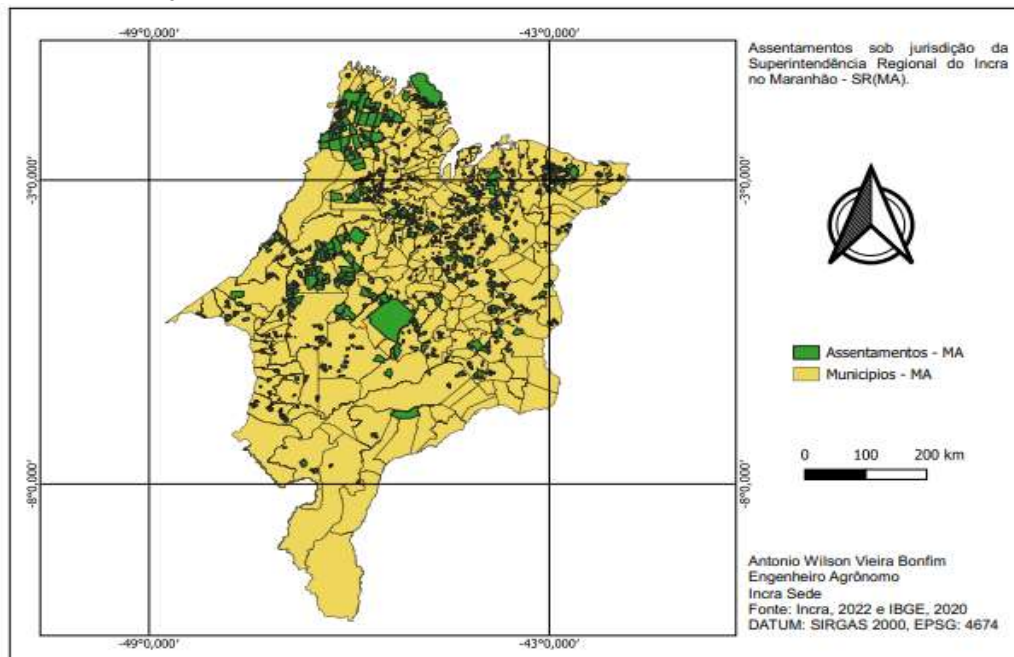 -49°0,000'
-43°0,000'
Assentamentos sob jurisdição da
Superintendência Regional do Incra
no Maranhão - SR(MA).
-3°0,000'
-3°0,000'
Assentamentos - MA
Municipios - MA
0 100 200 km
-8°0,000'
-8°0,000'
Antonio Wilson Vieira Bonfim
Engenheiro Agrônomo
Incra Sede
Fonte: Incra, 2022 e IBGE, 2020
DATUM: SIRGAS 2000, EPSG: 4674
-49°0,000'
-43°0,000'